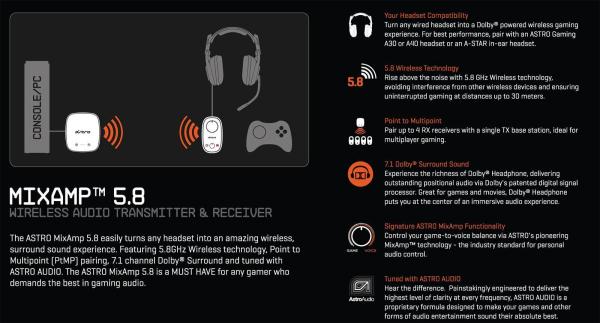 CONSOLE/PC
ASTRO
MIXAMP™ 5.8
WIRELESS AUDIO TRANSMITTER & RECEIVER
The ASTRO MixAmp 5.8 easily turns any headset into an amazing wireless,
surround sound experience. Featuring 5.8GHz Wireless technology, Point to
Multipoint (PtMP) pairing, 7.1 channel Dolby® Surround and tuned with
ASTRO AUDIO. The ASTRO MixAmp 5.8 is a MUST HAVE for any gamer who
demands the best in gaming audio.
Your Headset Compatibility
Turn any wired headset into a Dolby® powered wireless gaming
experience. For best performance, pair with an ASTRO Gaming
A30 or A40 headset or an A-STAR in-ear headset.
5.8
5.8 Wireless Technology
Rise above the noise with 5.8 GHz Wireless technology,
avoiding interference from other wireless devices and ensuring
uninterrupted gaming at distances up to 30 meters.
Point to Multipoint
Pair up to 4 RX receivers with a single TX base station, ideal for
multiplayer gaming.
7.1 Dolby® Surround Sound
Experience the richness of Dolby® Headphone, delivering
outstanding positional audio via Dolby's patented digital signal
processor. Great for games and movies, Dolby® Headphone
puts you at the center of an immersive audio experience.
GAME VOICE
Signature ASTRO MixAmp Functionality
Control your game-to-voice balance via ASTRO's pioneering
MixAmp™ technology - the industry standard for personal
audio control.
AstroAudio
Tuned with ASTRO AUDIO
Hear the difference. Painstakingly engineered to deliver the
highest level of clarity at every frequency, ASTRO AUDIO is a
proprietary formula designed to make your games and other
forms of audio entertainment sound their absolute best.